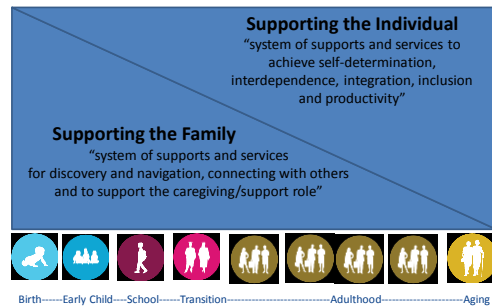 Supporting the Individual
“system of supports and services to
achieve self-determination,
interdependence, integration, inclusion
and productivity”
Supporting the Family
“system of supports and services
for discovery and navigation, connecting with others
and to support the caregiving/support role”
Birth------Early Child----School-----Transition-----------------------------Adulthood-----------------------Aging